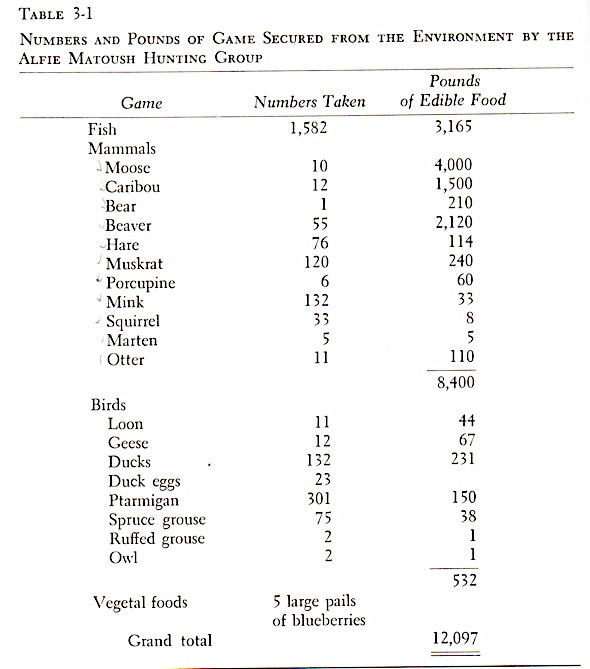 TABLE 3-1
NUMBERS AND POUNDS OF GAME SECURED FROM THE ENVIRONMENT BY THE
ALFIE MATOUSH HUNTING GROUP
Pounds
Game Numbers Taken of Edible Food
Fish 1,582 3,165
Mammals
Moose 10 4,000
Caribou 12 1,500
Bear 1 210
Beaver 55 2,120
Hare 76 114
Muskrat 120 240
Porcupine 6 60
Mink 132 33
Squirrel 33 8
Marten 5 5
Otter 11 110
8,400
Birds
Loon 11 44
Geese 12 67
Ducks 132 231
Duck eggs 23
Ptarmigan 301 150
Spruce grouse 75 38
Ruffed grouse 2 1
Owl 2 1
532
Vegetal foods 5 large pails
of blueberries
Grand total 12,097